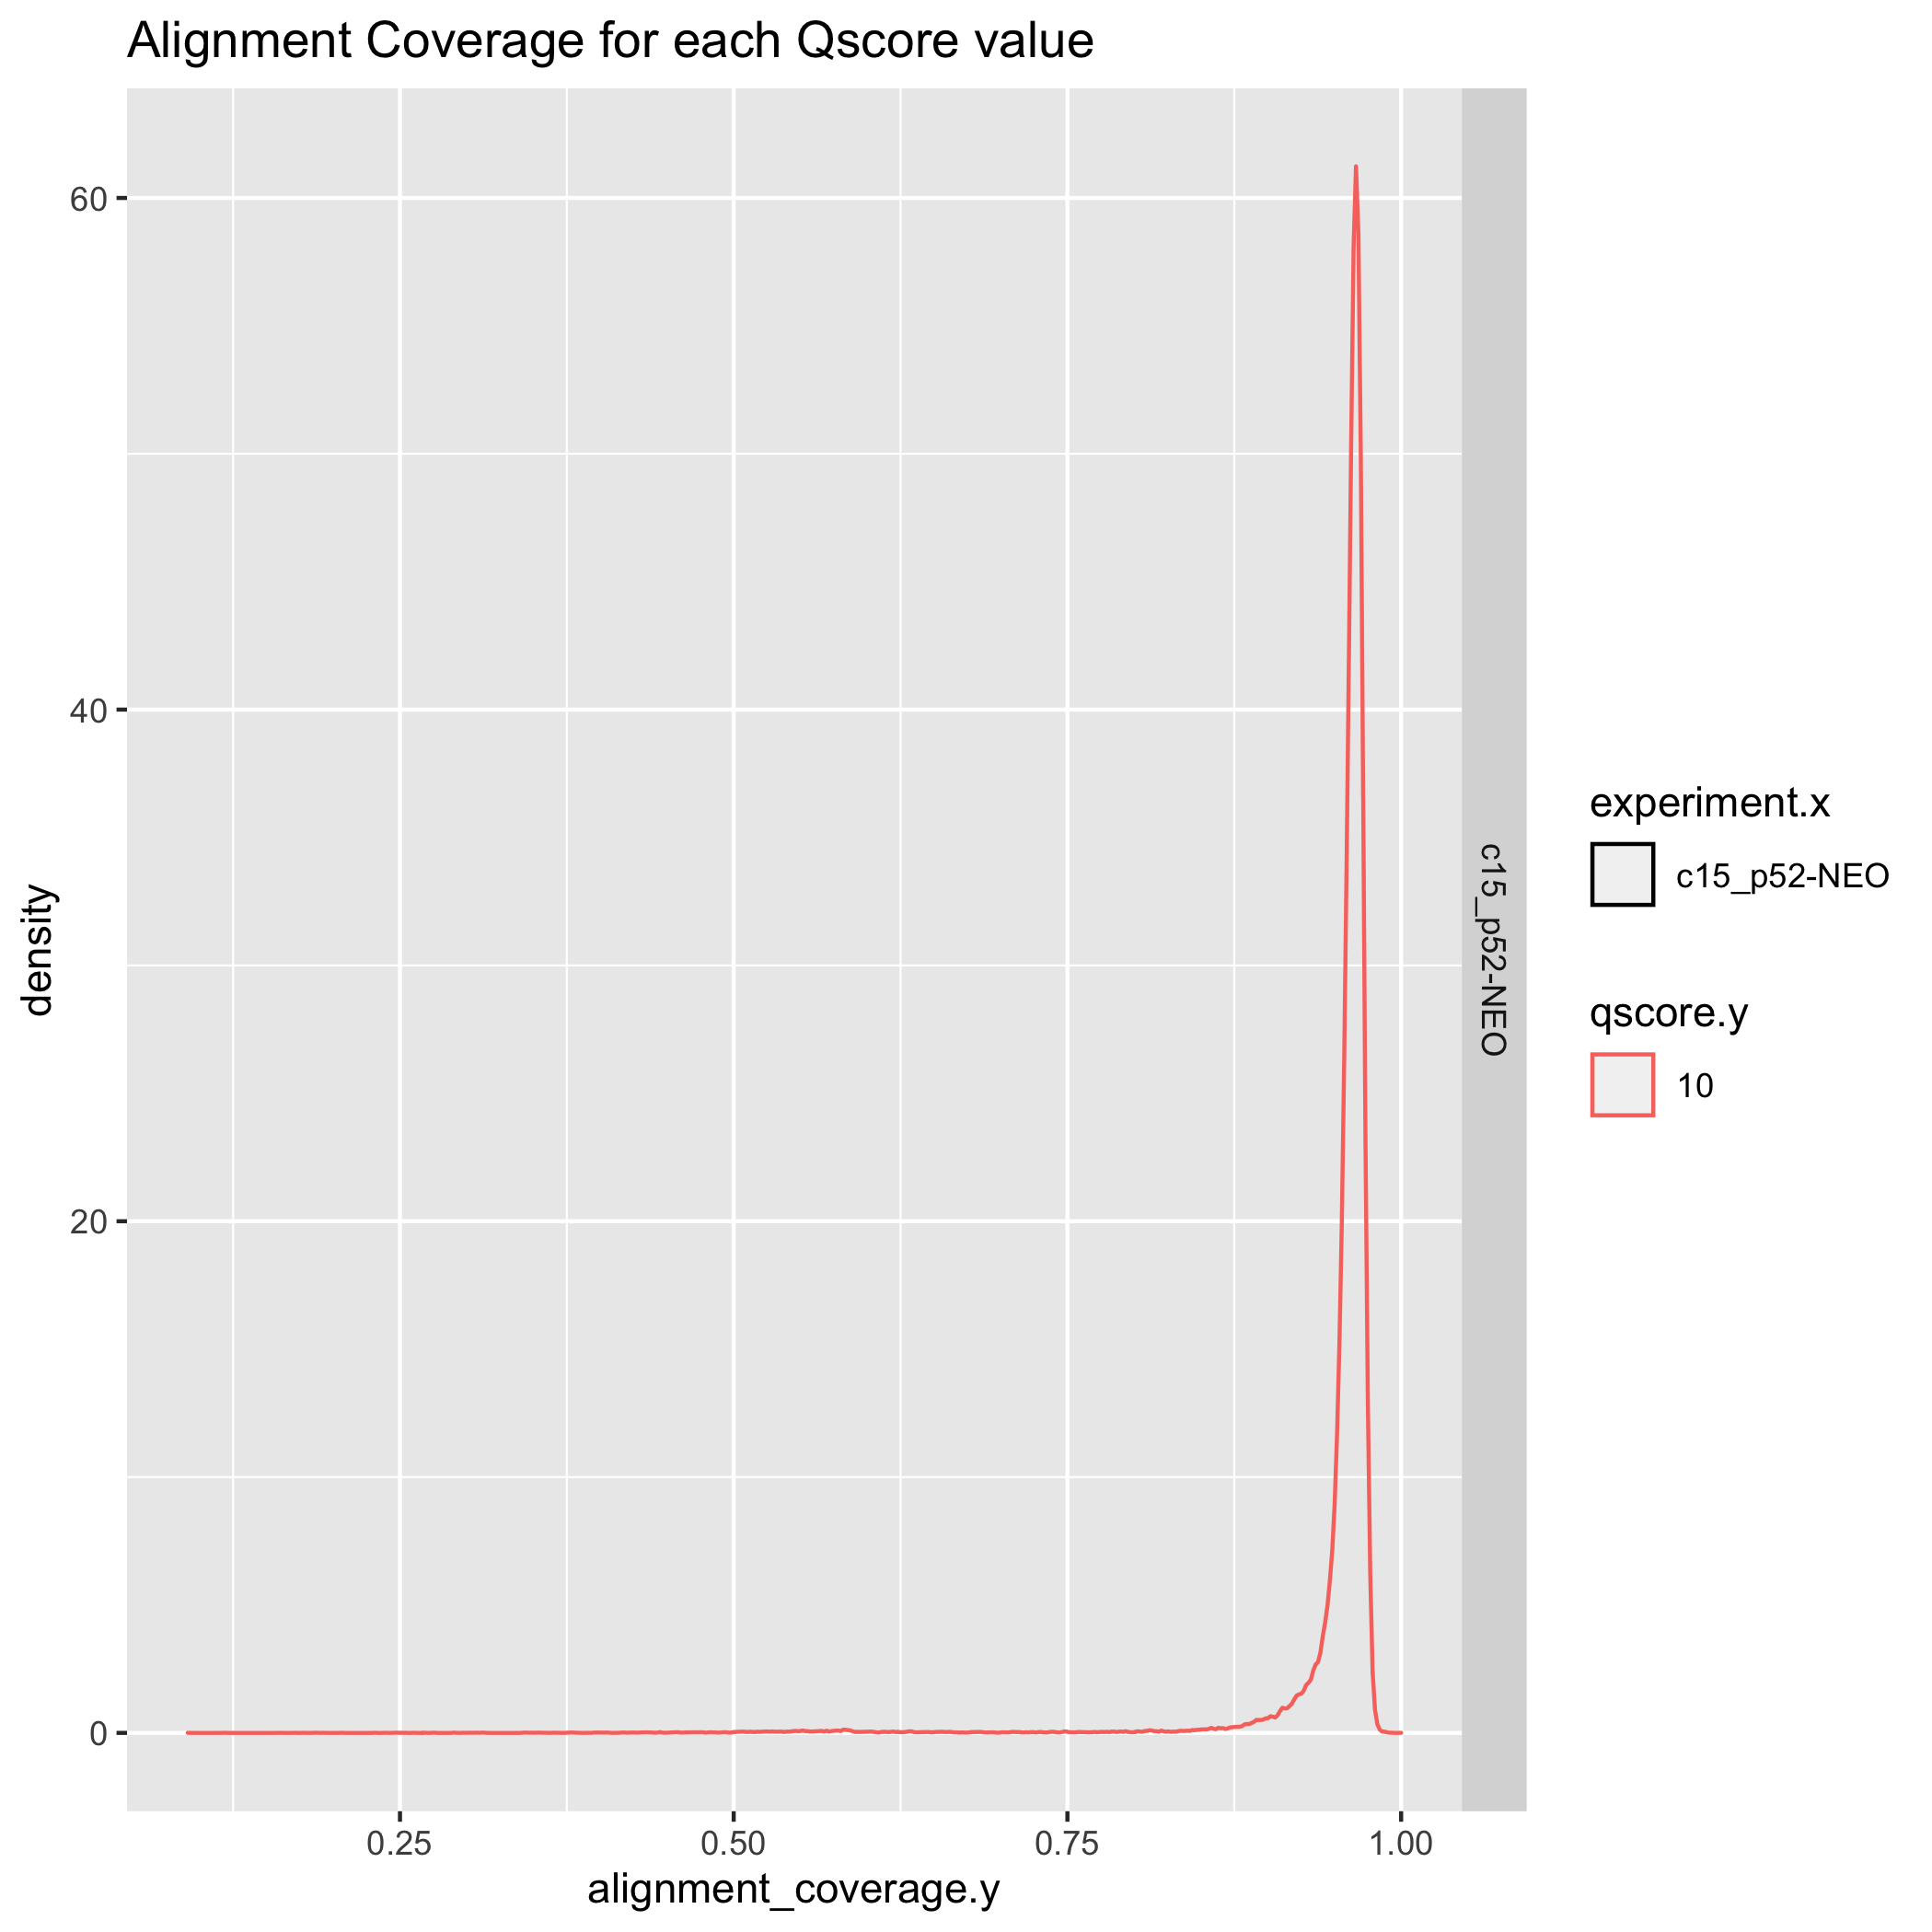 Alignment Coverage for each Qscore value
60
40
20
0
density
0.25
0.50
0.75
1.00
alignment_coverage.y
c15_p52-NEO
experiment.x
c15_p52-NEO
qscore.y
10